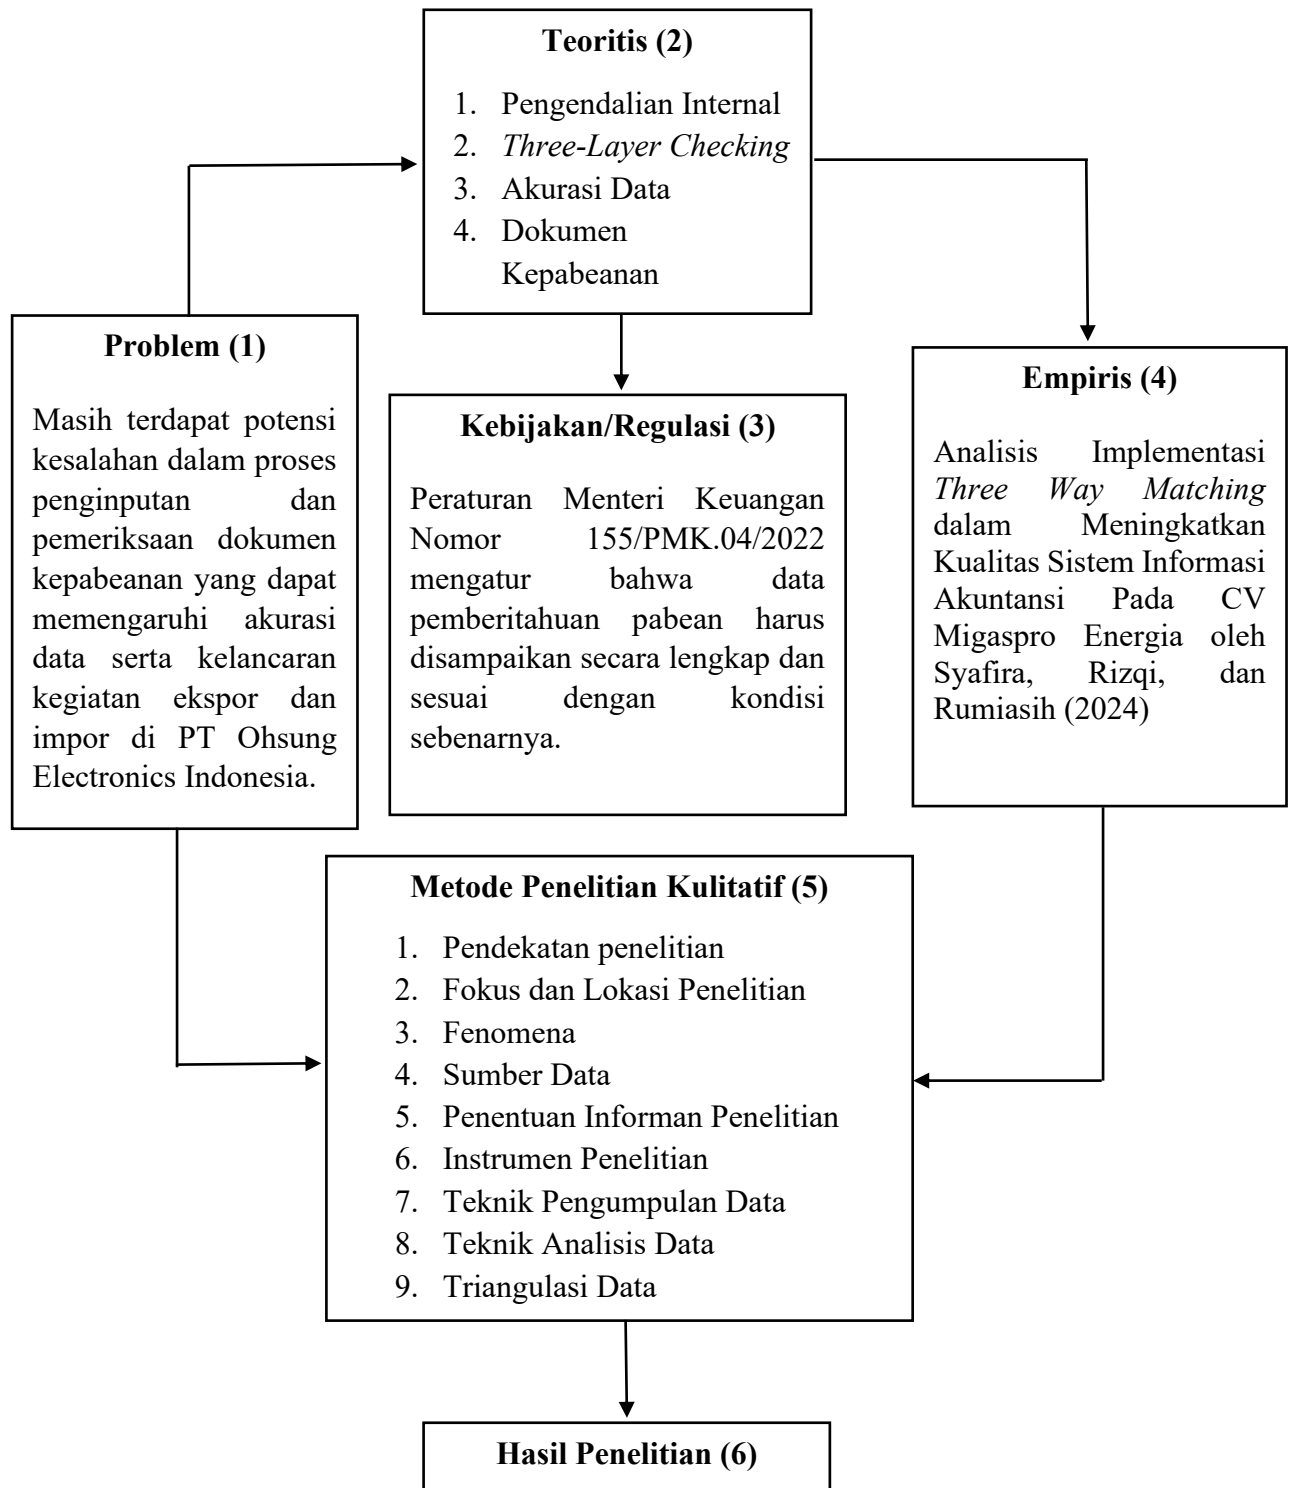 Teoritis (2)
1. Pengendalian Internal
2. Three-Layer Checking
3. Akurasi Data
4. Dokumen
Kepabeanan
Problem (1)
Masih terdapat potensi
kesalahan dalam proses
penginputan dan
pemeriksaan dokumen
kepabeanan yang dapat
memengaruhi akurasi
data serta kelancaran
kegiatan ekspor dan
impor di PT Ohsung
Electronics Indonesia.
Kebijakan/Regulasi (3)
Peraturan Menteri Keuangan
Nomor 155/PMK.04/2022
mengatur bahwa data
pemberitahuan pabean harus
disampaikan secara lengkap dan
sesuai dengan kondisi
sebenarnya.
Empiris (4)
Analisis Implementasi
Three Way Matching
dalam Meningkatkan
Kualitas Sistem Informasi
Akuntansi Pada CV
Migaspro Energia oleh
Syafira, Rizqi, dan
Rumiasih (2024)
Metode Penelitian Kulitatif (5)
1. Pendekatan penelitian
2. Fokus dan Lokasi Penelitian
3. Fenomena
4. Sumber Data
5. Penentuan Informan Penelitian
6. Instrumen Penelitian
7. Teknik Pengumpulan Data
8. Teknik Analisis Data
9. Triangulasi Data
Hasil Penelitian (6)